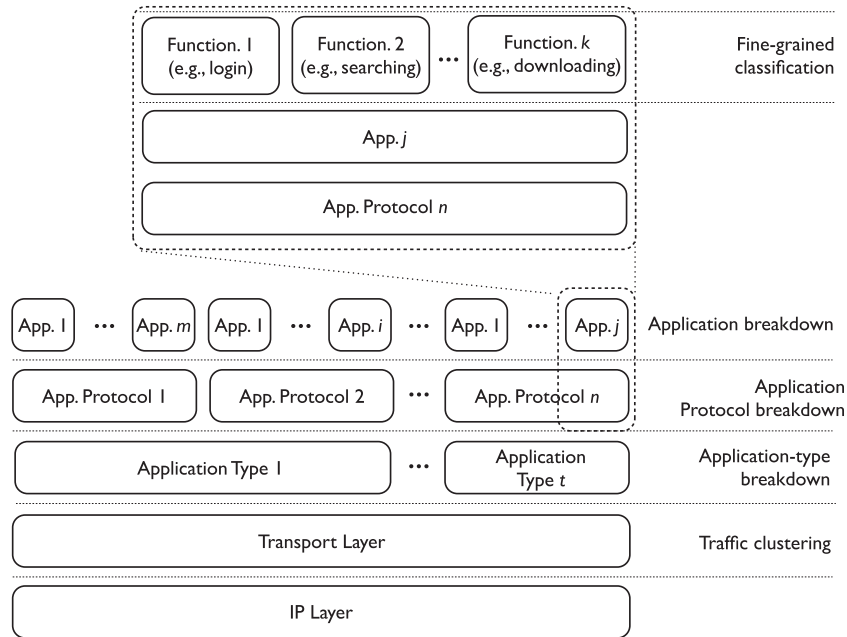 Function. 1
(e.g., login)
Function. 2
(e.g., searching)
•••
Function. k
(e.g., downloading)
Fine-grained
classification
App. j
App. Protocol n
App. 1
•••
App. m
App. 1
•••
App. i
•••
App. 1
•••
App. j
Application breakdown
App. Protocol 1
App. Protocol 2
•••
App. Protocol n
Application
Protocol breakdown
Application Type 1
•••
Application
Type t
Application-type
breakdown
Transport Layer
Traffic clustering
IP Layer